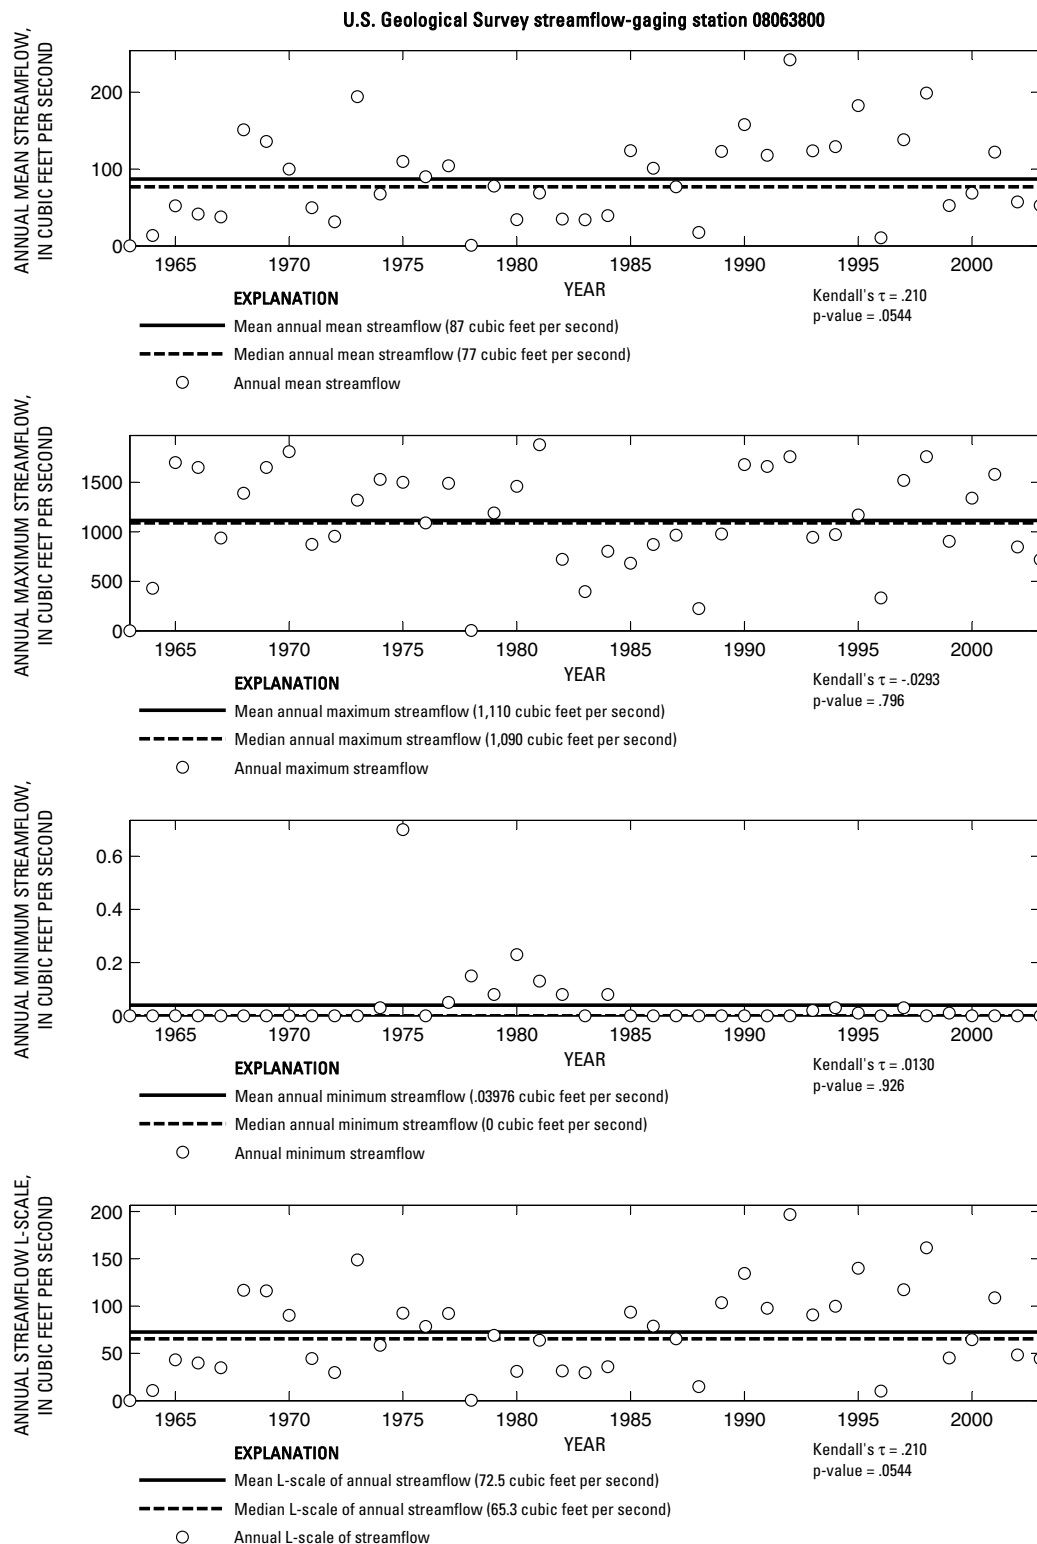 U.S. Geological Survey streamflow-gaging station 08063800
ANNUAL MEAN STREAMFLOW,
IN CUBIC FEET PER SECOND
200
100
0
1965 1970 1975 1980 1985 1990 1995 2000
YEAR
Kendall's τ = .210
p-value = .0544
EXPLANATION
Mean annual mean streamflow (87 cubic feet per second)
Median annual mean streamflow (77 cubic feet per second)
Annual mean streamflow
ANNUAL MAXIMUM STREAMFLOW,
IN CUBIC FEET PER SECOND
1500
1000
500
0
1965 1970 1975 1980 1985 1990 1995 2000
YEAR
Kendall's τ = -.0293
p-value = .796
EXPLANATION
Mean annual maximum streamflow (1,110 cubic feet per second)
Median annual maximum streamflow (1,090 cubic feet per second)
Annual maximum streamflow
ANNUAL MINIMUM STREAMFLOW,
IN CUBIC FEET PER SECOND
0.6
0.4
0.2
0
1965 1970 1975 1980 1985 1990 1995 2000
YEAR
Kendall's τ = .0130
p-value = .926
EXPLANATION
Mean annual minimum streamflow (.03976 cubic feet per second)
Median annual minimum streamflow (0 cubic feet per second)
Annual minimum streamflow
ANNUAL STREAMFLOW L-SCALE,
IN CUBIC FEET PER SECOND
200
150
100
50
0
1965 1970 1975 1980 1985 1990 1995 2000
YEAR
Kendall's τ = .210
p-value = .0544
EXPLANATION
Mean L-scale of annual streamflow (72.5 cubic feet per second)
Median L-scale of annual streamflow (65.3 cubic feet per second)
Annual L-scale of streamflow